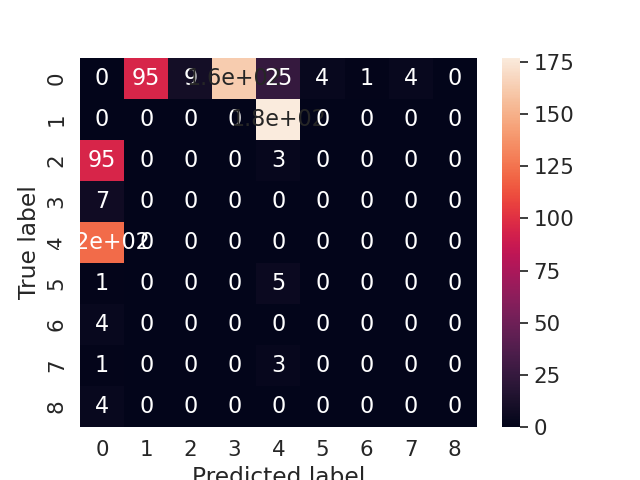 0 0 95 9 1.6e+02 25 4 1 4 0
1 0 0 0 0 1.8e+02 0 0 0 0
2 95 0 0 0 3 0 0 0 0
3 7 0 0 0 0 0 0 0 0
4 2e+02 0 0 0 0 0 0 0 0
5 1 0 0 0 5 0 0 0 0
6 4 0 0 0 0 0 0 0 0
7 1 0 0 0 3 0 0 0 0
8 4 0 0 0 0 0 0 0 0
0 1 2 3 4 5 6 7 8
True label
Predicted label
175
150
125
100
75
50
25
0